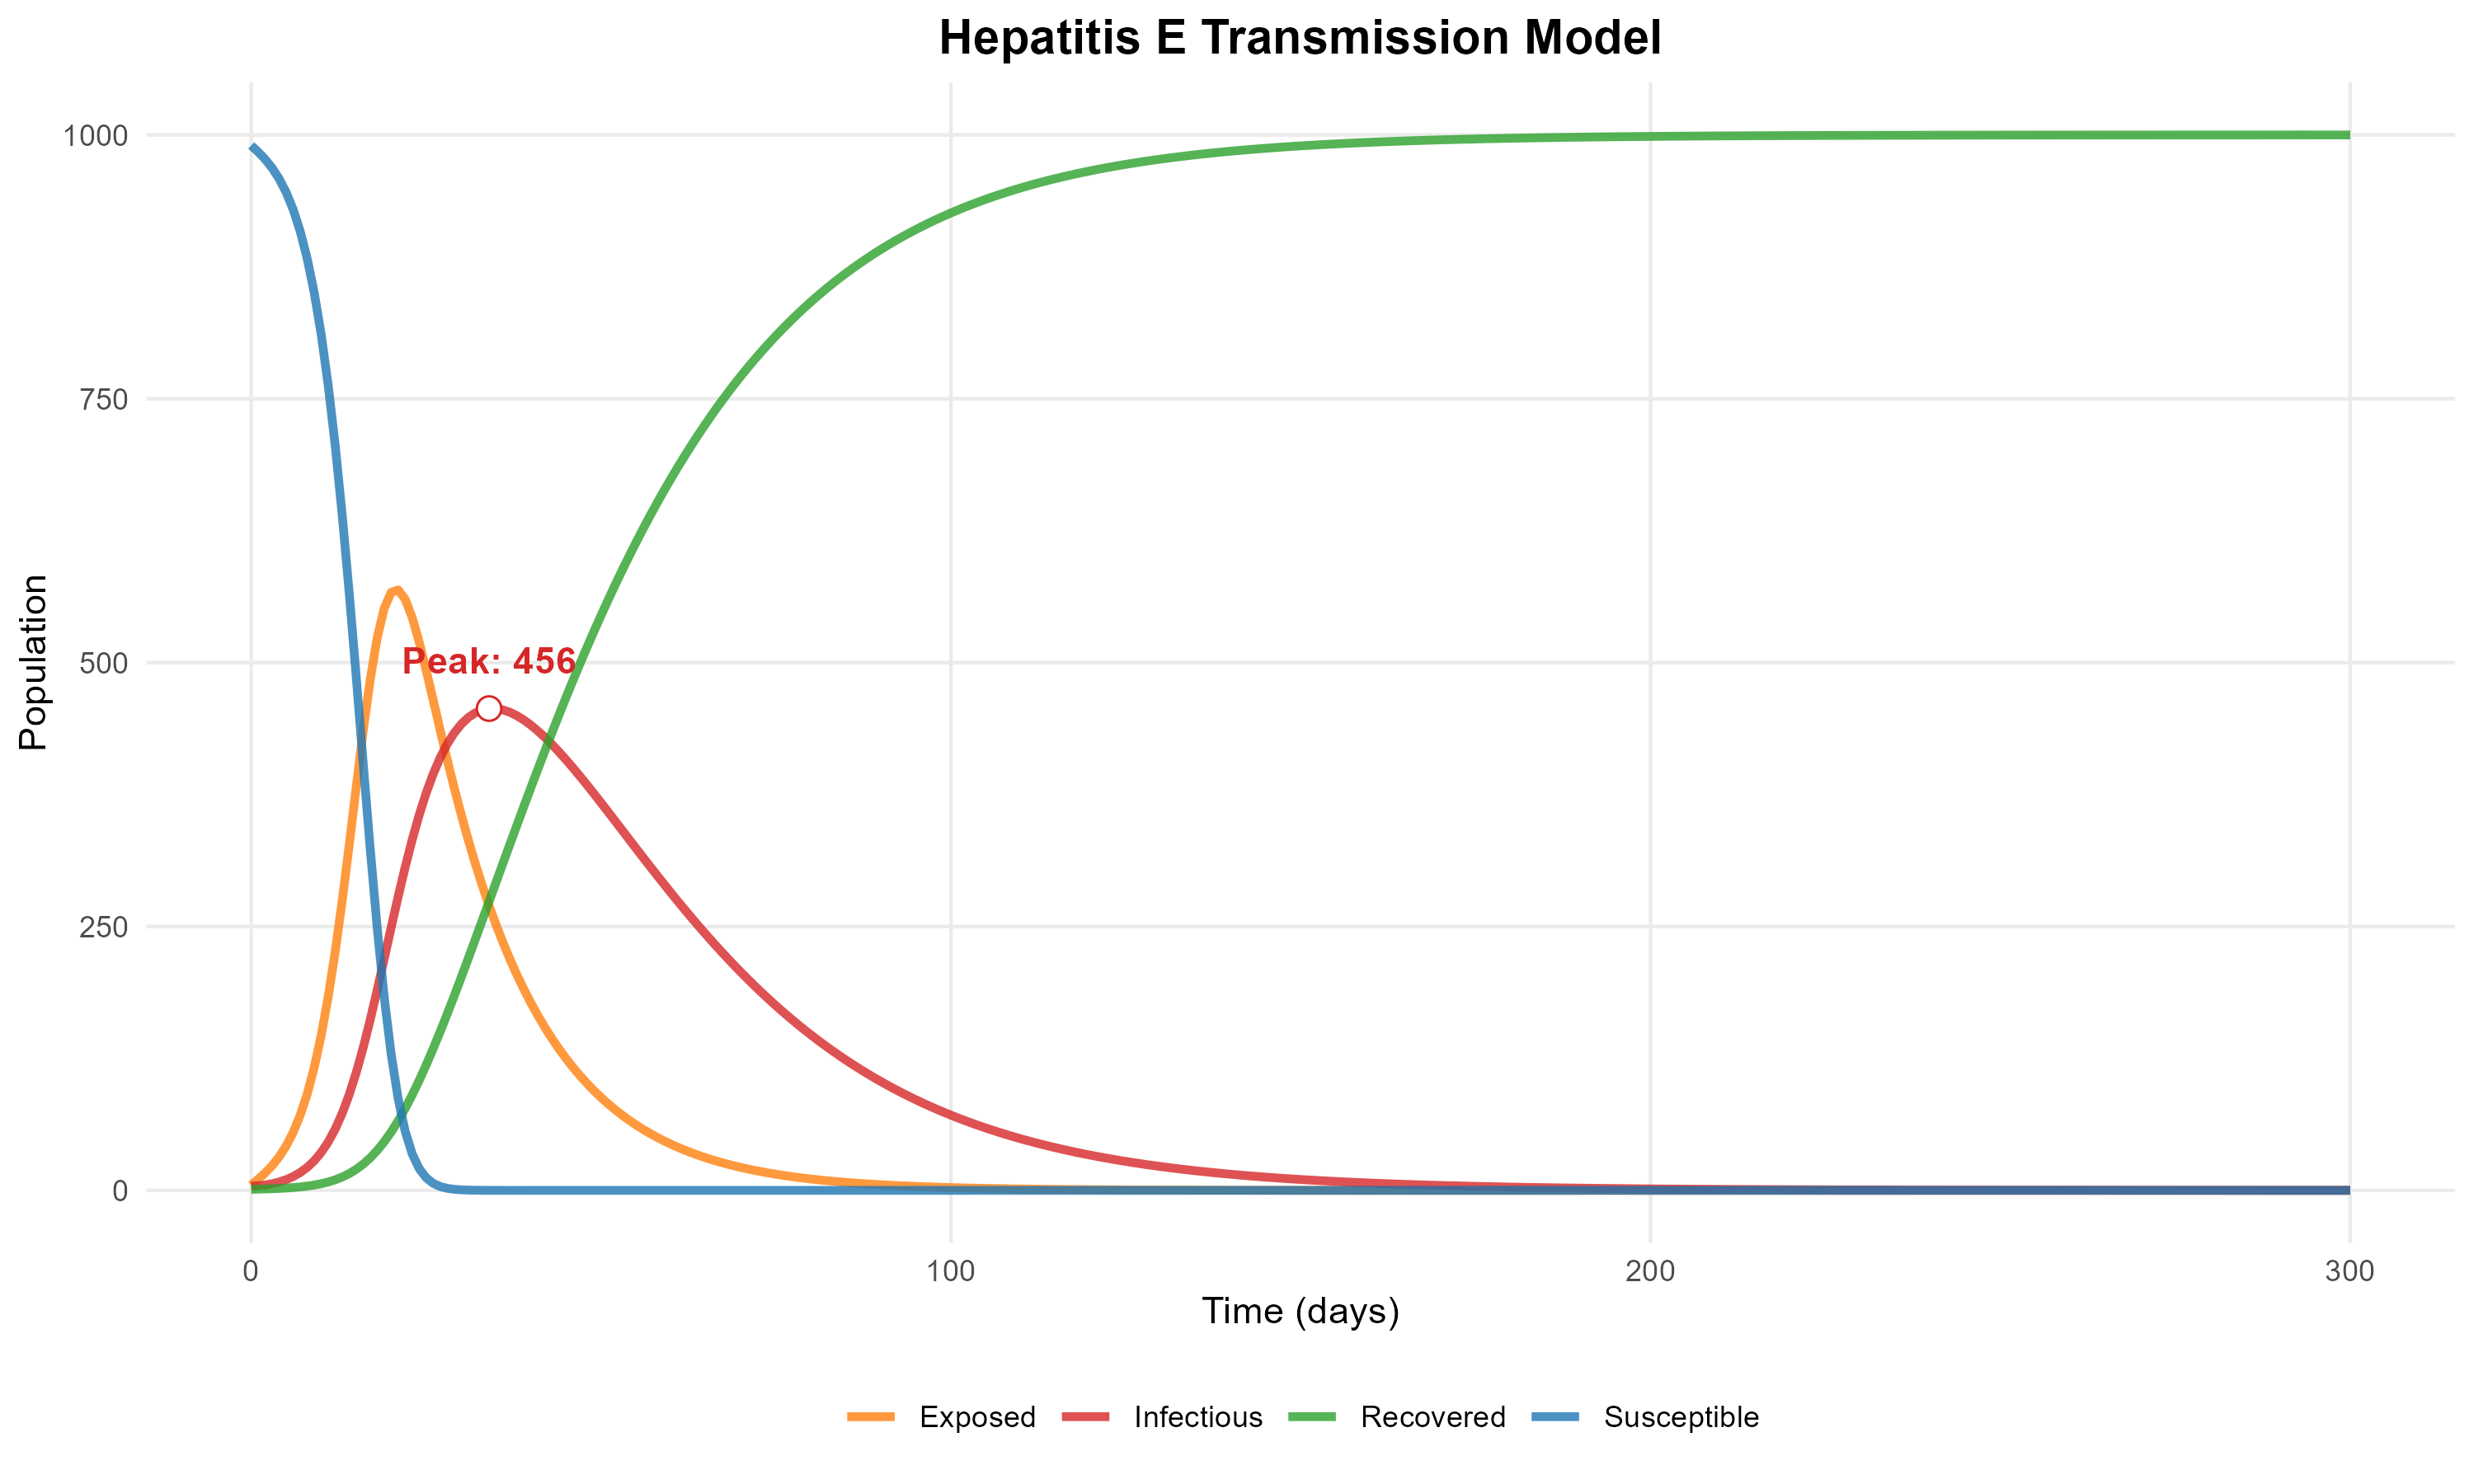 Hepatitis E Transmission Model
1000
750
500
250
0
Population
Peak: 456
0 100 200 300
Time (days)
Exposed Infectious Recovered Susceptible